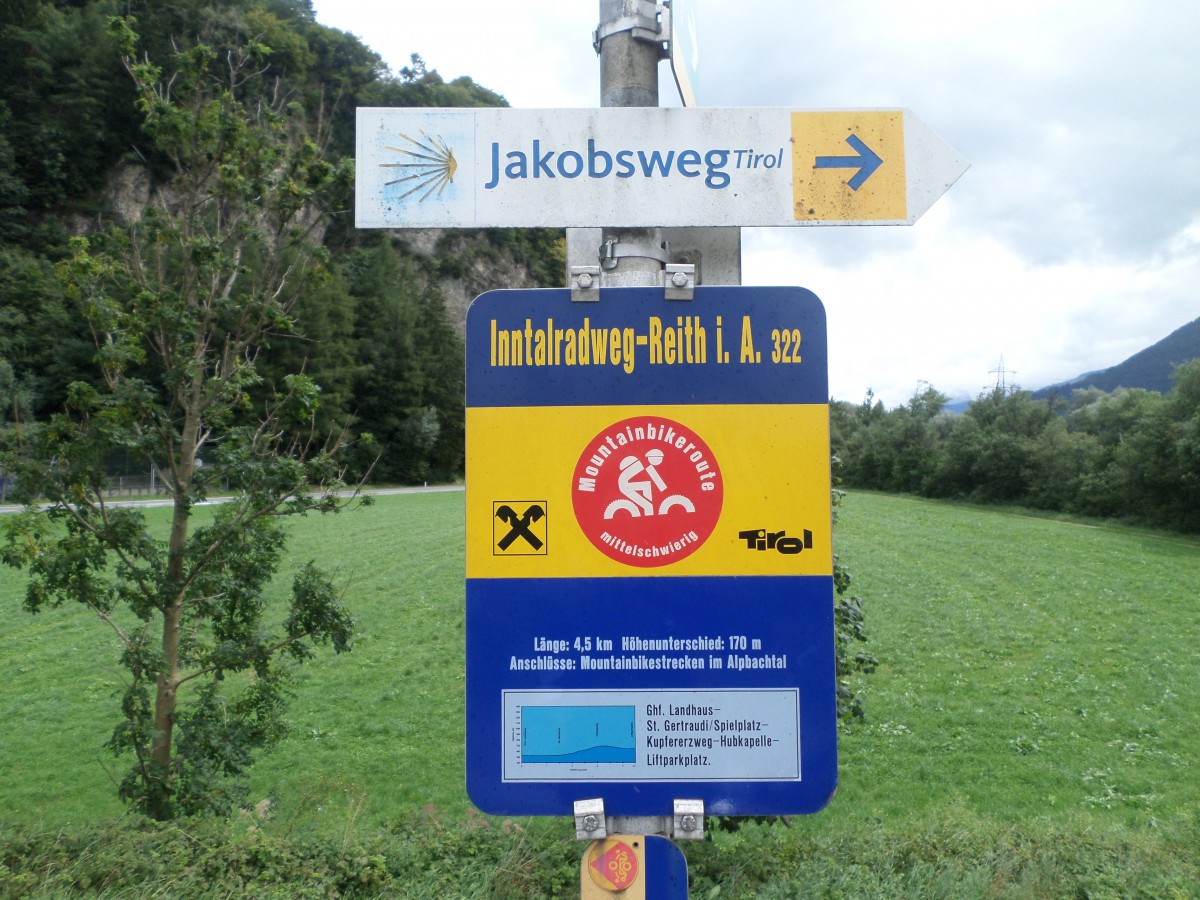 Jakobsweg Tirol
Inntalradweg-Reith i. A. 322
Mountainbikeroute
mittelschwierig
Tirol
Länge: 4,5 km Höhenunterschied: 170 m
Anschlüsse: Mountainbikestrecken im Alpbachtal
Ghf. Landhaus-
St. Gertraudi/Spielplatz-
Kupfererzweg-Hubkapelle-
Liftparkplatz.